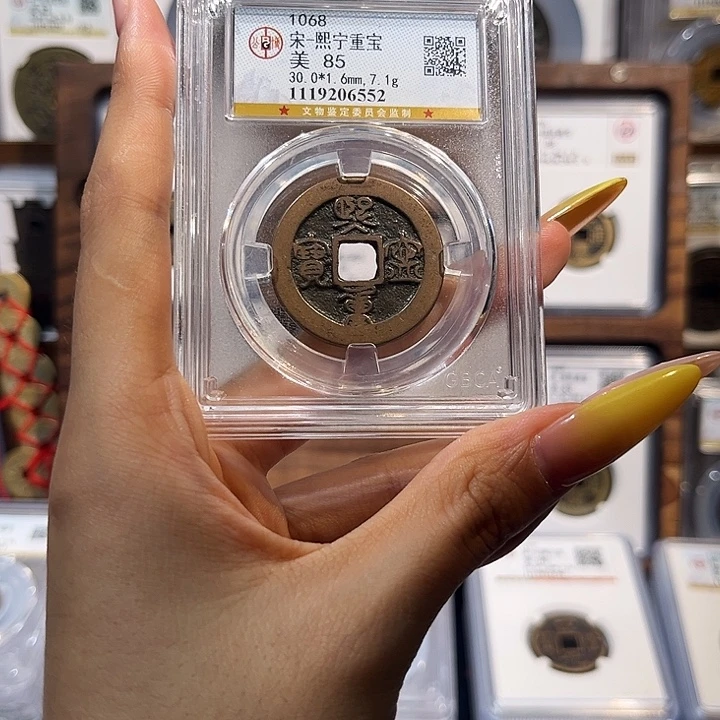 1068
宋-熙宁重宝
美 85
30.0*1.6mm,7.1g
1119206552
★ 文物鉴定委员会监制 ★
熙
寶 寧
重
GBCA